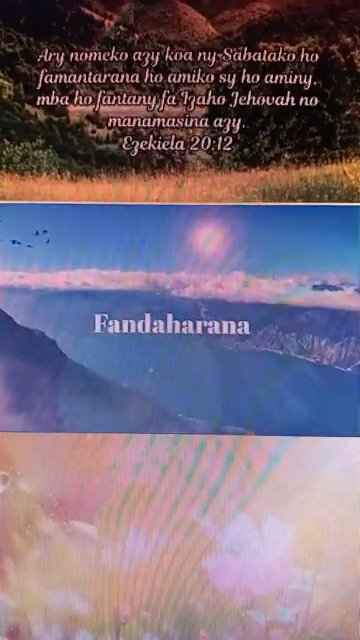 Ary nomeko azy koa ny Sabatako ho
famantarana ho amiko sy ho aminy,
mba ho fantany fa Izaho Jehovah no
manamasina azy.
Ezekiela 20:12
Fandaharana